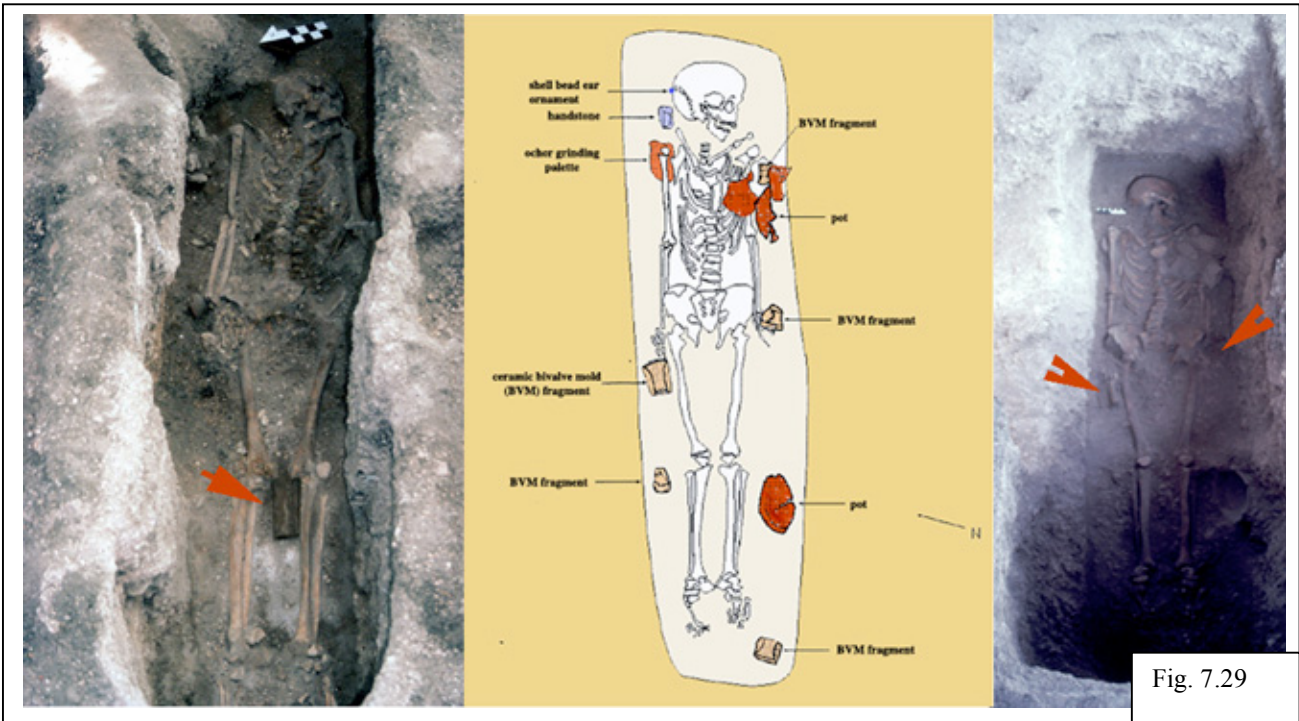 shell bead ear
ornament
handstone
BVM fragment
ocher grinding
palette
pot
BVM fragment
ceramic bivalve mold
(BVM) fragment
BVM fragment
pot
N
BVM fragment
Fig. 7.29